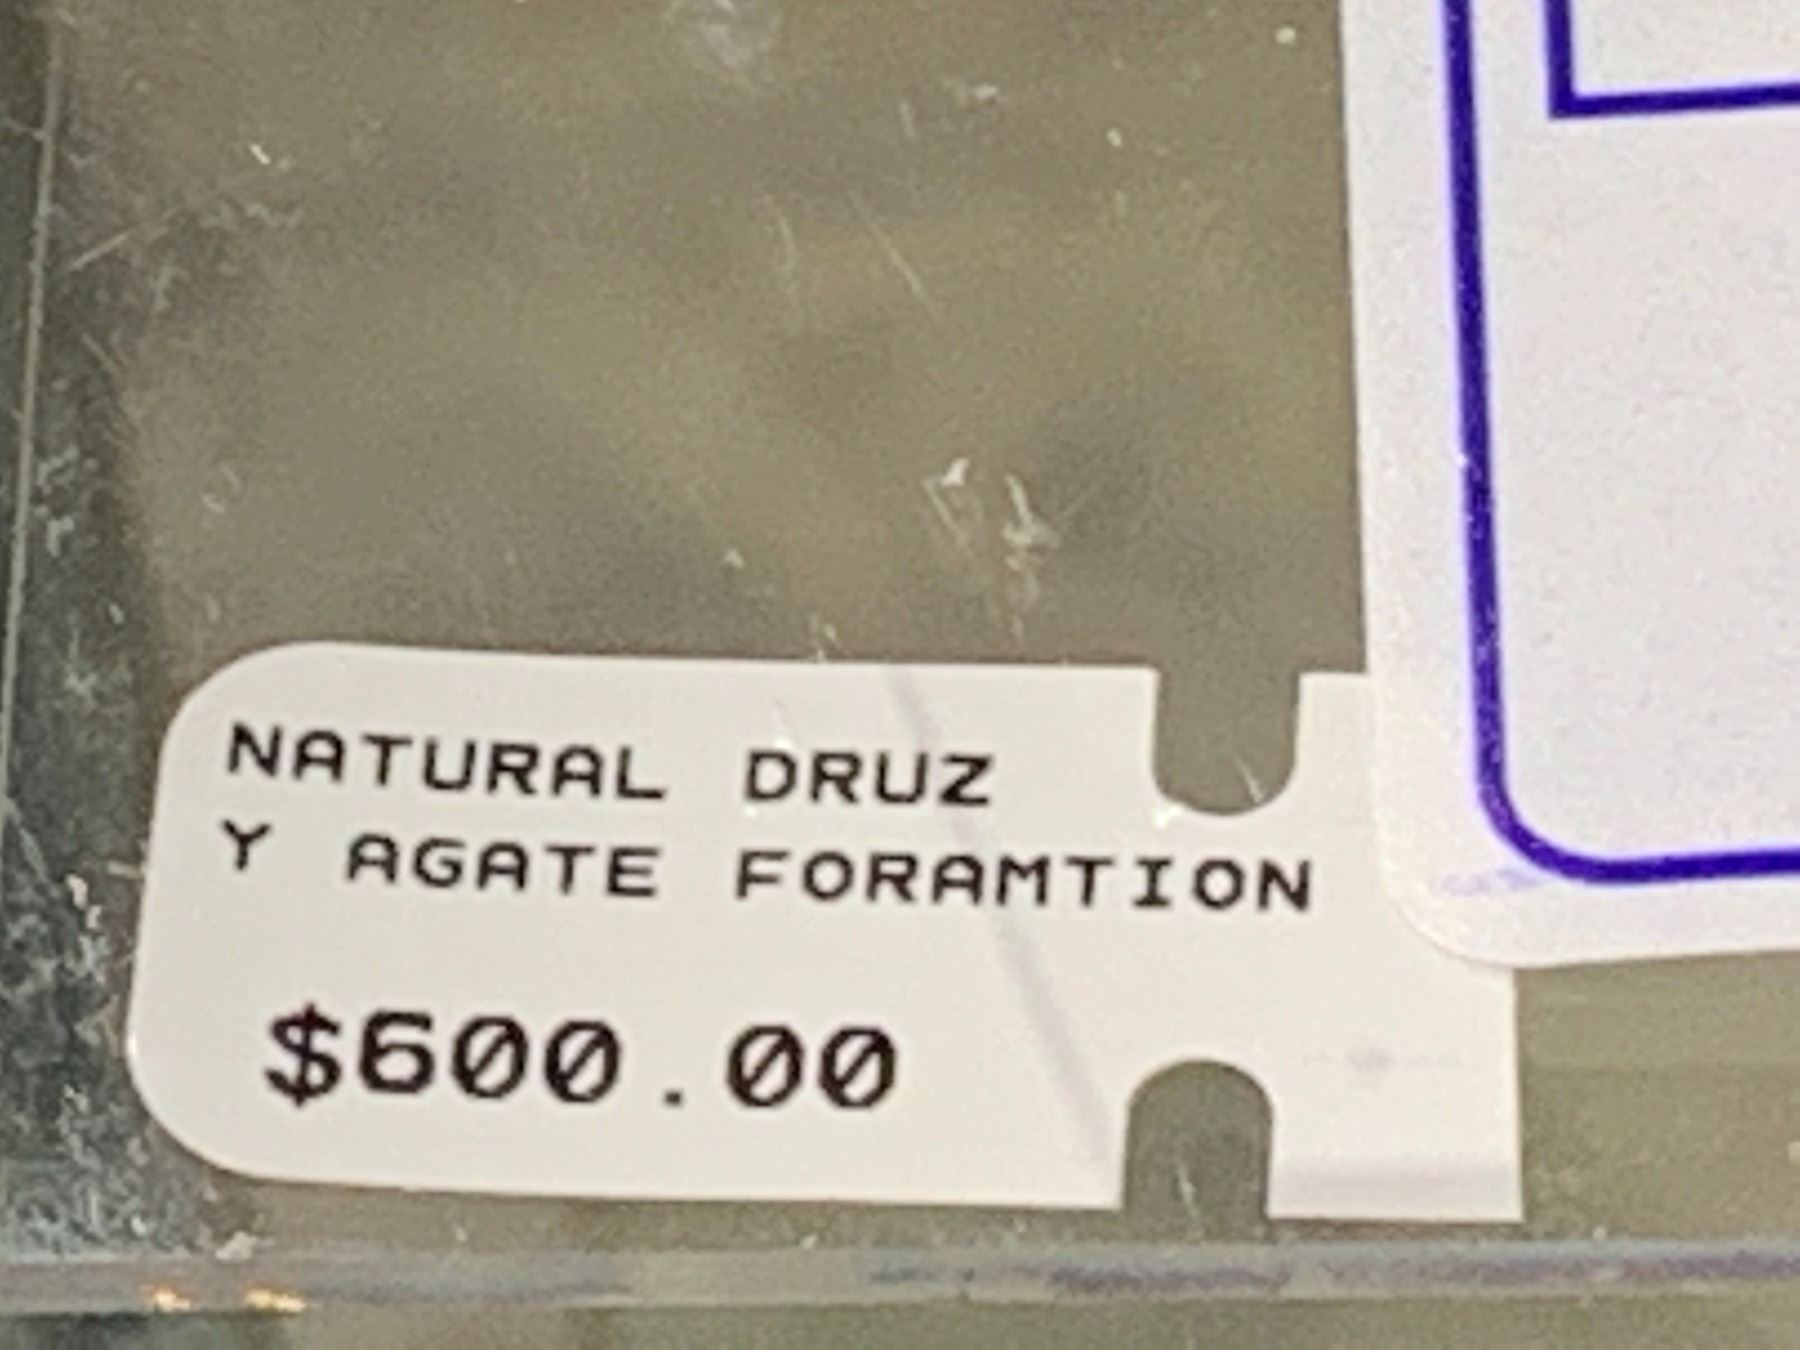 NATURAL DRUZ
Y AGATE FORAMTION
$600.00